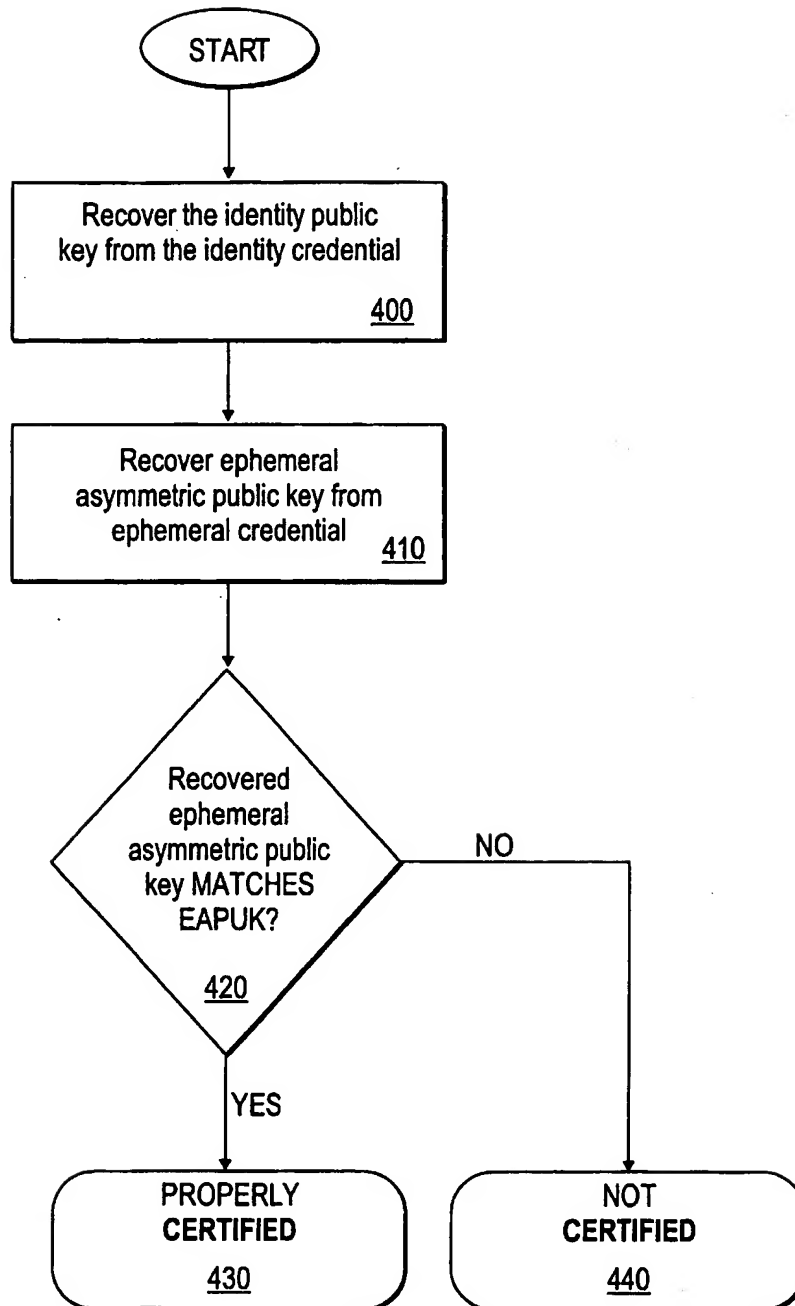 START
Recover the identity public
key from the identity credential
400
Recover ephemeral
asymmetric public key from
ephemeral credential
410
Recovered
ephemeral
asymmetric public
key MATCHES
EAPUK?
420
NO
YES
PROPERLY
CERTIFIED
430
NOT
CERTIFIED
440